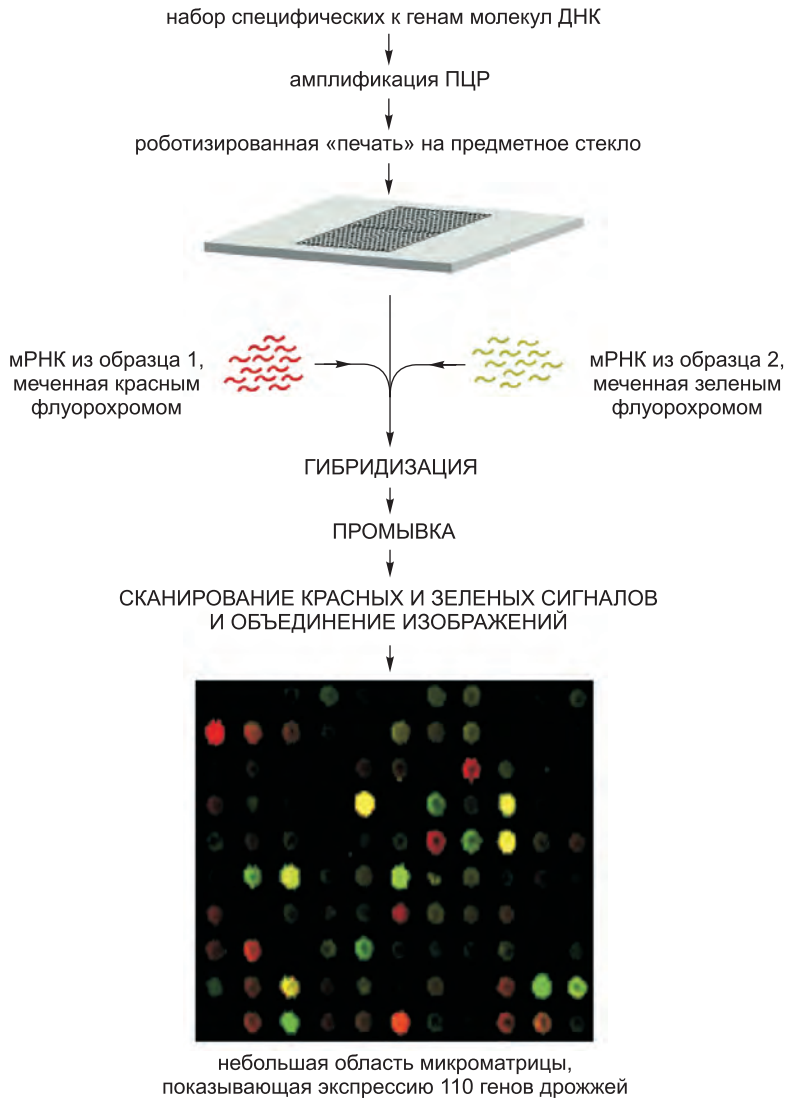 набор специфических к генам молекул ДНК
амплификация ПЦР
роботизированная «печать» на предметное стекло
мРНК из образца 1,
меченная красным
флуорохромом
мРНК из образца 2,
меченная зеленым
флуорохромом
ГИБРИДИЗАЦИЯ
ПРОМЫВКА
СКАНИРОВАНИЕ КРАСНЫХ И ЗЕЛЕНЫХ СИГНАЛОВ
И ОБЪЕДИНЕНИЕ ИЗОБРАЖЕНИЙ
небольшая область микроматрицы,
показывающая экспрессию 110 генов дрожжей